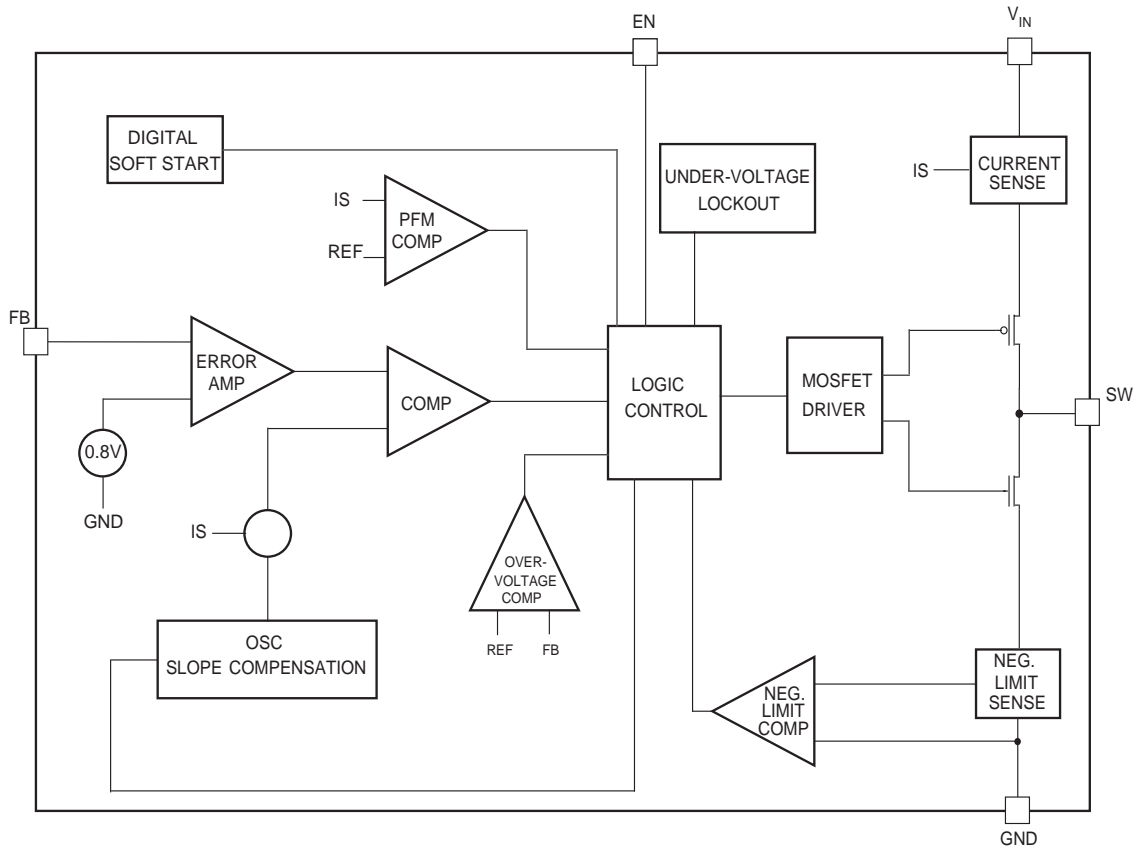 EN
V_IN
DIGITAL
SOFT START
IS
PFM
COMP
REF
UNDER-VOLTAGE
LOCKOUT
IS
CURRENT
SENSE
FB
ERROR
AMP
COMP
LOGIC
CONTROL
MOSFET
DRIVER
SW
0.8V
GND
IS
OVER-
VOLTAGE
COMP
REF
FB
OSC
SLOPE COMPENSATION
NEG.
LIMIT
COMP
NEG.
LIMIT
SENSE
GND